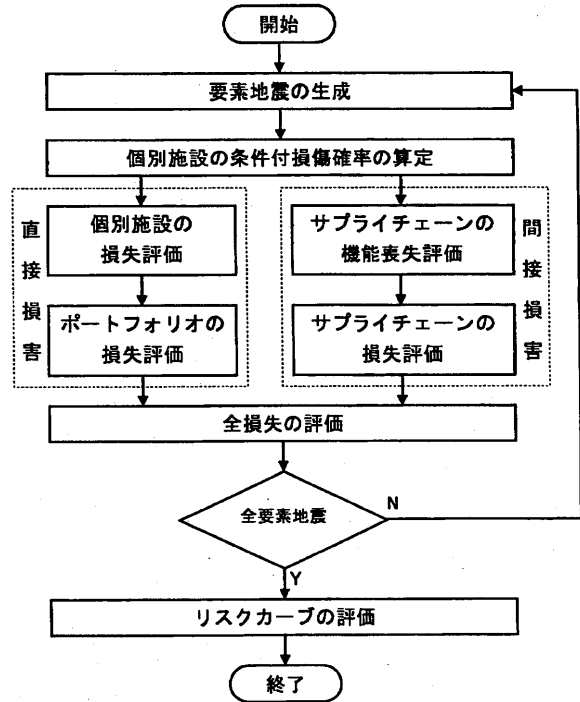 開始
要素地震の生成
個別施設の条件付損傷確率の算定
直接損害
個別施設の
損失評価
ポートフォリオの
損失評価
サプライチェーンの
機能喪失評価
サプライチェーンの
損失評価
間接損害
全損失の評価
全要素地震
N
Y
リスクカーブの評価
終了